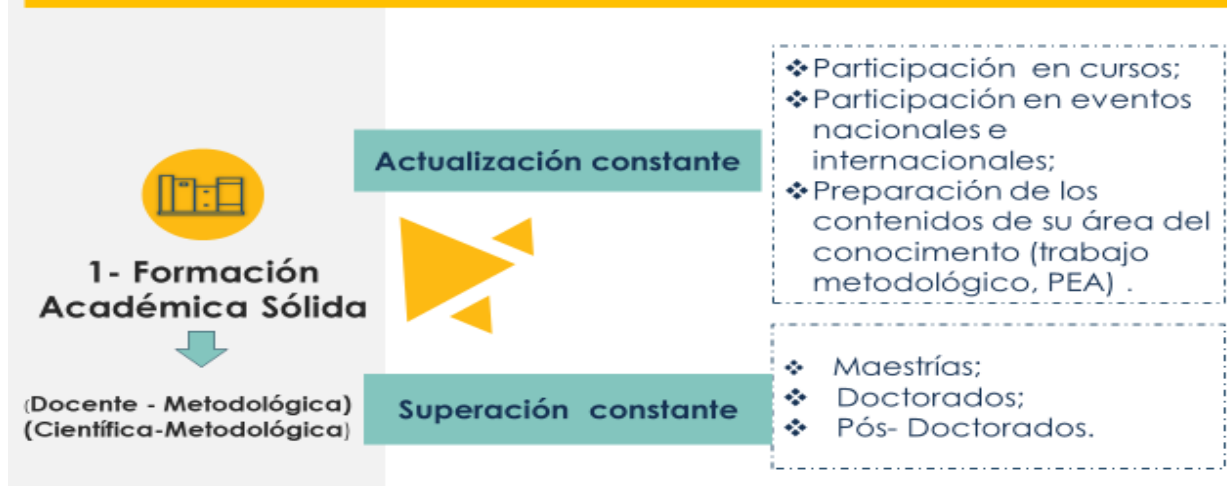 1- Formación
Académica Sólida
(Docente - Metodológica)
(Científica-Metodológica)
Actualización constante
❖Participación en cursos;
❖Participación en eventos
nacionales e
internacionales;
❖Preparación de los
contenidos de su área del
conocimiento (trabajo
metodológico, PEA) .
Superación constante
❖ Maestrías;
❖ Doctorados;
❖ Pós- Doctorados.